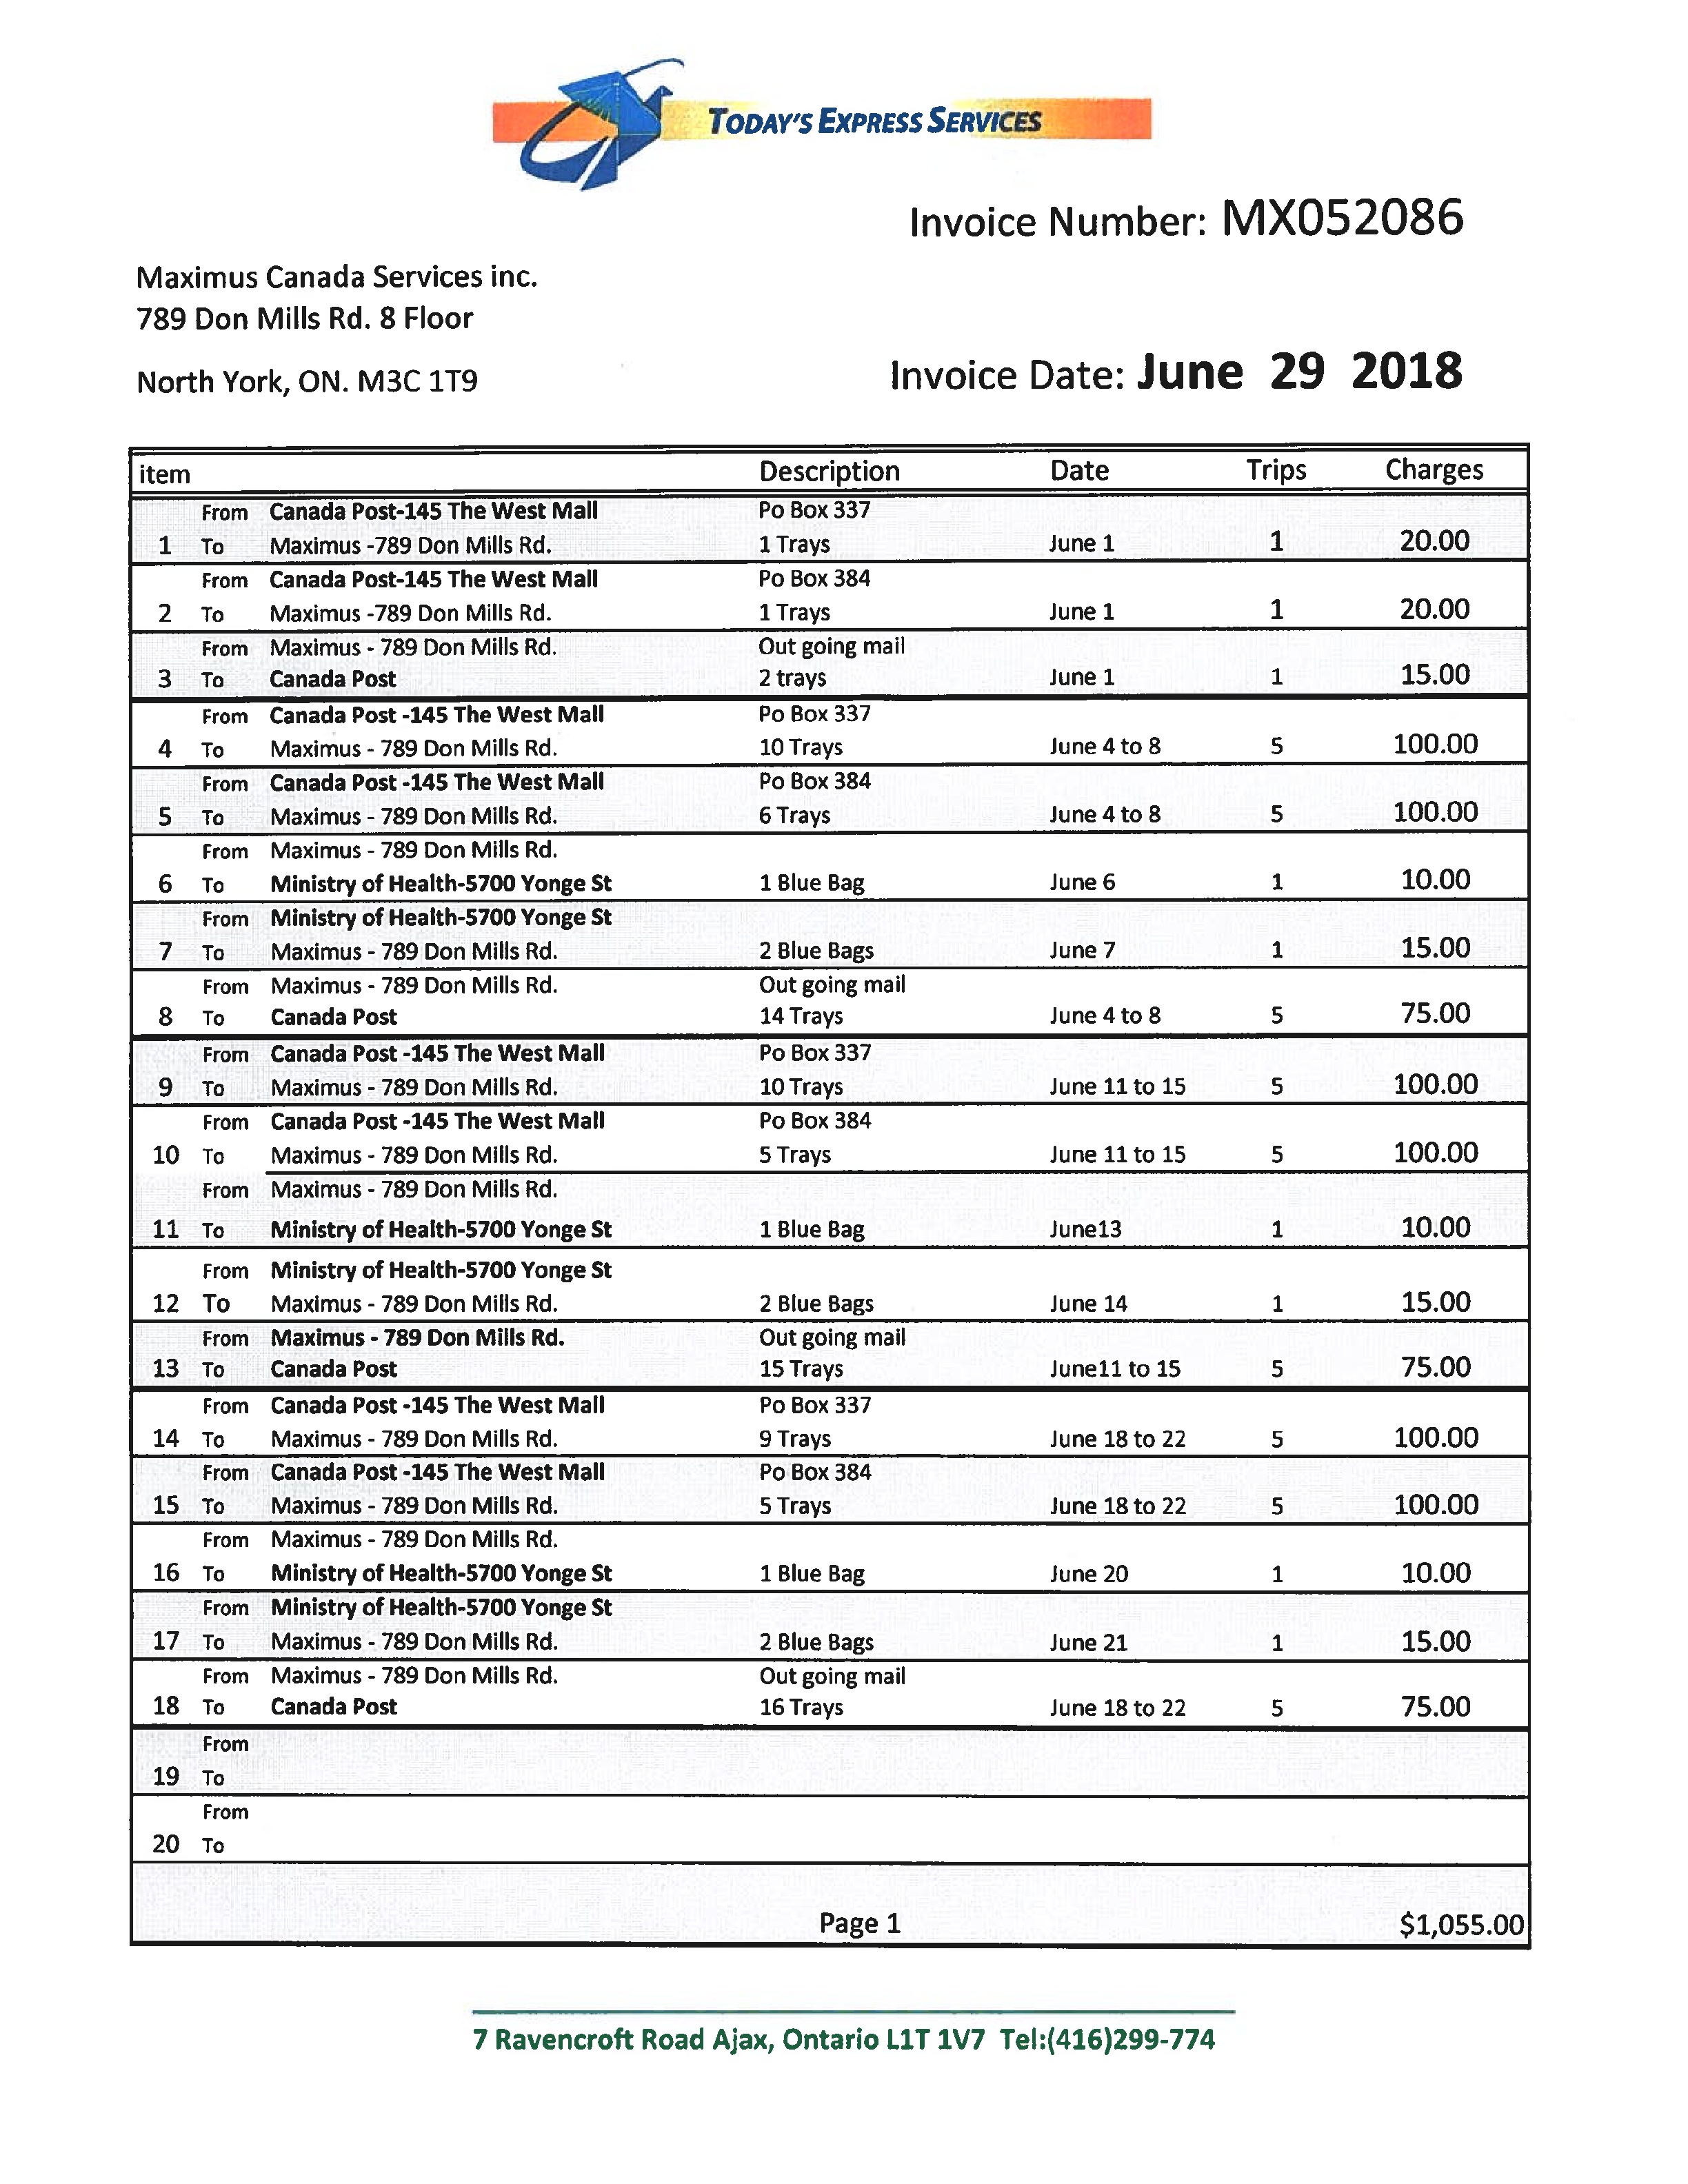 TODAY'S EXPRESS SERVICES
Invoice Number: MX052086
Maximus Canada Services inc.
789 Don Mills Rd. 8 Floor
North York, ON. M3C 1T9
Invoice Date: June 29 2018
item Description Date Trips Charges
From Canada Post-145 The West Mall Po Box 337
1 To Maximus -789 Don Mills Rd. 1 Trays June 1 1 20.00
From Canada Post-145 The West Mall Po Box 384
2 To Maximus -789 Don Mills Rd. 1 Trays June 1 1 20.00
From Maximus - 789 Don Mills Rd. Out going mail
3 To Canada Post 2 trays June 1 1 15.00
From Canada Post -145 The West Mall Po Box 337
4 To Maximus - 789 Don Mills Rd. 10 Trays June 4 to 8 5 100.00
From Canada Post -145 The West Mall Po Box 384
5 To Maximus - 789 Don Mills Rd. 6 Trays June 4 to 8 5 100.00
From Maximus - 789 Don Mills Rd.
6 To Ministry of Health-5700 Yonge St 1 Blue Bag June 6 1 10.00
From Ministry of Health-5700 Yonge St
7 To Maximus - 789 Don Mills Rd. 2 Blue Bags June 7 1 15.00
From Maximus - 789 Don Mills Rd. Out going mail
8 To Canada Post 14 Trays June 4 to 8 5 75.00
From Canada Post -145 The West Mall Po Box 337
9 To Maximus - 789 Don Mills Rd. 10 Trays June 11 to 15 5 100.00
From Canada Post -145 The West Mall Po Box 384
10 To Maximus - 789 Don Mills Rd. 5 Trays June 11 to 15 5 100.00
From Maximus - 789 Don Mills Rd.
11 To Ministry of Health-5700 Yonge St 1 Blue Bag June13 1 10.00
From Ministry of Health-5700 Yonge St
12 To Maximus - 789 Don Mills Rd. 2 Blue Bags June 14 1 15.00
From Maximus - 789 Don Mills Rd. Out going mail
13 To Canada Post 15 Trays June11 to 15 5 75.00
From Canada Post -145 The West Mall Po Box 337
14 To Maximus - 789 Don Mills Rd. 9 Trays June 18 to 22 5 100.00
From Canada Post -145 The West Mall Po Box 384
15 To Maximus - 789 Don Mills Rd. 5 Trays June 18 to 22 5 100.00
From Maximus - 789 Don Mills Rd.
16 To Ministry of Health-5700 Yonge St 1 Blue Bag June 20 1 10.00
From Ministry of Health-5700 Yonge St
17 To Maximus - 789 Don Mills Rd. 2 Blue Bags June 21 1 15.00
From Maximus - 789 Don Mills Rd. Out going mail
18 To Canada Post 16 Trays June 18 to 22 5 75.00
From
19 To
From
20 To
Page 1 $1,055.00
7 Ravencroft Road Ajax, Ontario L1T 1V7 Tel:(416)299-774